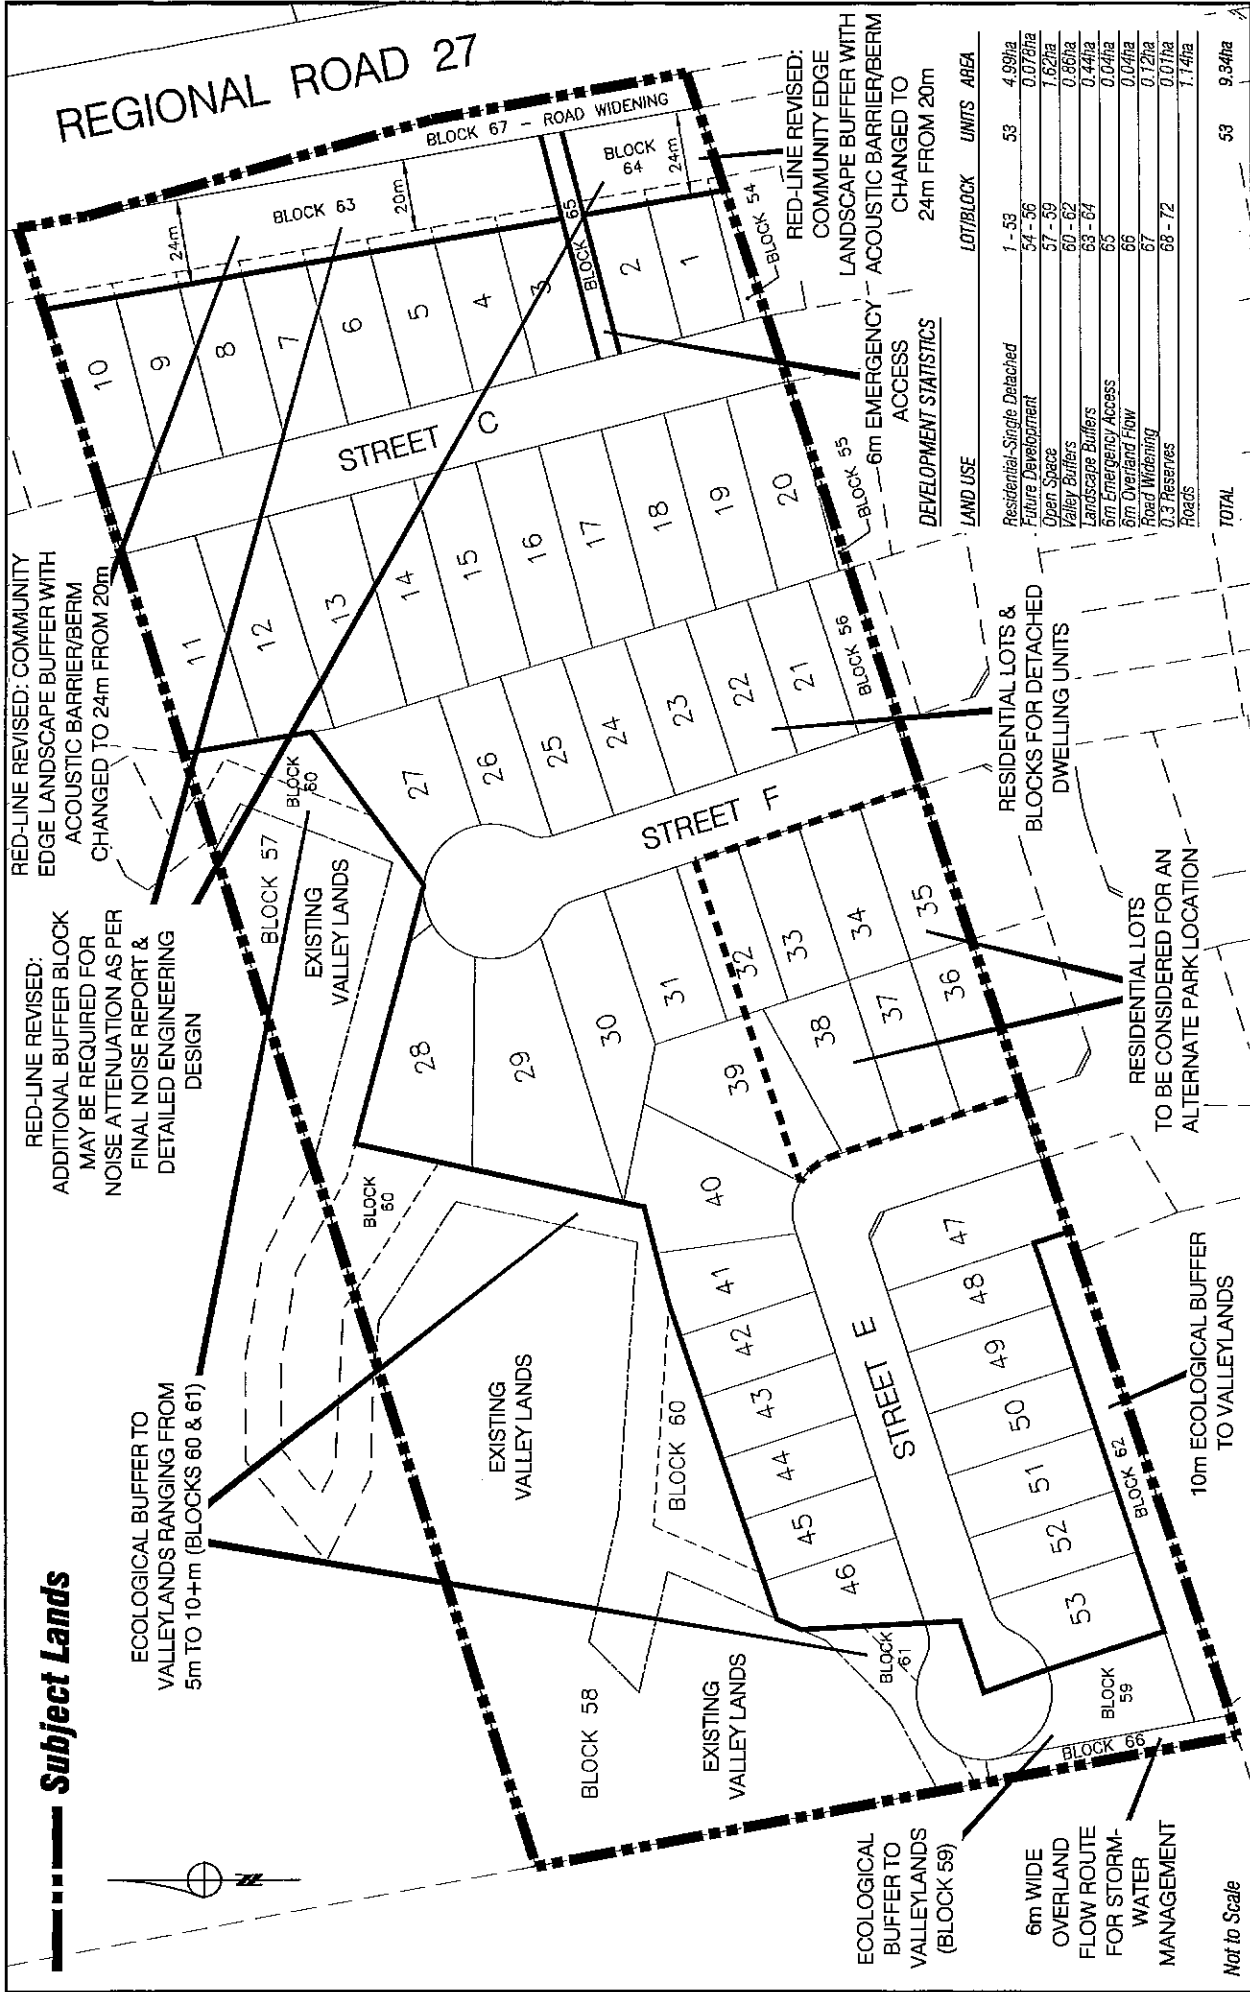 Subject Lands
REGIONAL ROAD 27
RED-LINE REVISED: COMMUNITY
EDGE LANDSCAPE BUFFER WITH
ACOUSTIC BARRIER/BERM
CHANGED TO 24m FROM 20m
RED-LINE REVISED:
ADDITIONAL BUFFER BLOCK
MAY BE REQUIRED FOR
NOISE ATTENUATION AS PER
FINAL NOISE REPORT &
DETAILED ENGINEERING
DESIGN
ECOLOGICAL BUFFER TO
VALLEYLANDS RANGING FROM
5m TO 10+m (BLOCKS 60 & 61)
BLOCK 67 - ROAD WIDENING
BLOCK 63
24m
20m
BLOCK
64
24m
BLOCK 65
10
9
8
7
6
5
4
3
2
1
BLOCK 54
STREET C
11
12
13
14
15
16
17
18
19
20
BLOCK 55
27
26
25
24
23
22
21
BLOCK 56
STREET F
BLOCK
60
BLOCK 57
EXISTING
VALLEY LANDS
28
29
30
31
32
33
34
35
36
37
38
39
BLOCK
60
EXISTING
VALLEY LANDS
BLOCK 60
40
41
42
43
44
45
46
STREET E
47
48
49
50
51
52
53
BLOCK 62
BLOCK 58
EXISTING
VALLEY LANDS
BLOCK
61
BLOCK
59
BLOCK 66
RED-LINE REVISED:
COMMUNITY EDGE
LANDSCAPE BUFFER WITH
ACOUSTIC BARRIER/BERM
CHANGED TO
24m FROM 20m
6m EMERGENCY
ACCESS
RESIDENTIAL LOTS &
BLOCKS FOR DETACHED
DWELLING UNITS
RESIDENTIAL LOTS
TO BE CONSIDERED FOR AN
ALTERNATE PARK LOCATION
10m ECOLOGICAL BUFFER
TO VALLEYLANDS
ECOLOGICAL
BUFFER TO
VALLEYLANDS
(BLOCK 59)
6m WIDE
OVERLAND
FLOW ROUTE
FOR STORM-
WATER
MANAGEMENT
Not to Scale
DEVELOPMENT STATISTICS
LAND USE LOT/BLOCK UNITS AREA
Residential-Single Detached 1 - 53 53 4.99ha
Future Development 54 - 56 0.078ha
Open Space 57 - 59 1.62ha
Valley Buffers 60 - 62 0.86ha
Landscape Buffers 63 - 64 0.44ha
6m Emergency Access 65 0.04ha
6m Overland Flow 66 0.04ha
Road Widening 67 0.12ha
0.3 Reserves 68 - 72 0.01ha
Roads 1.14ha
TOTAL 53 9.34ha